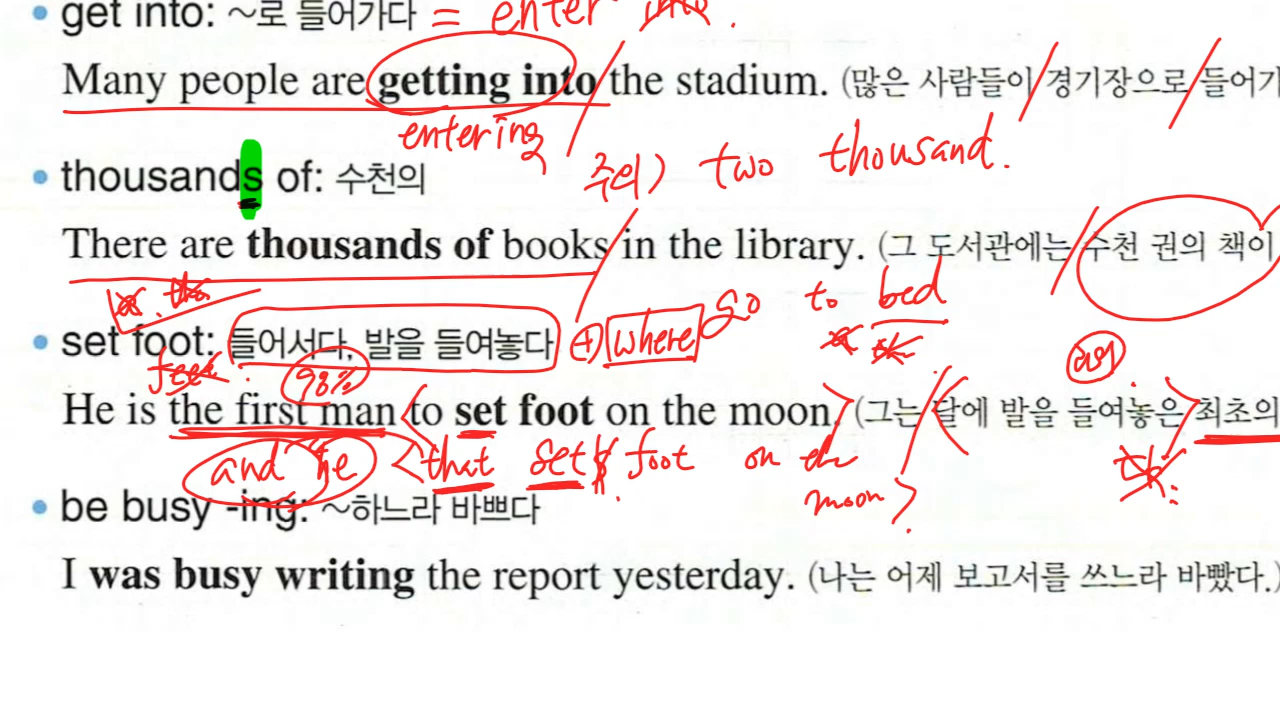 get into: ~로 들어가다 = enter into.
Many people are getting into the stadium. (많은 사람들이 경기장으로 들어가
entering
thousands of: 수천의 주의) two thousand.
There are thousands of books in the library. (그 도서관에는 수천 권의 책이
set foot: 들어서다, 발을 들여놓다 + where go to bed
feet 98%
He is the first man to set foot on the moon. (그는 달에 발을 들여놓은 최초의
and he that set foot on the moon
be busy -ing: ~하느라 바쁘다
I was busy writing the report yesterday. (나는 어제 보고서를 쓰느라 바빴다.)